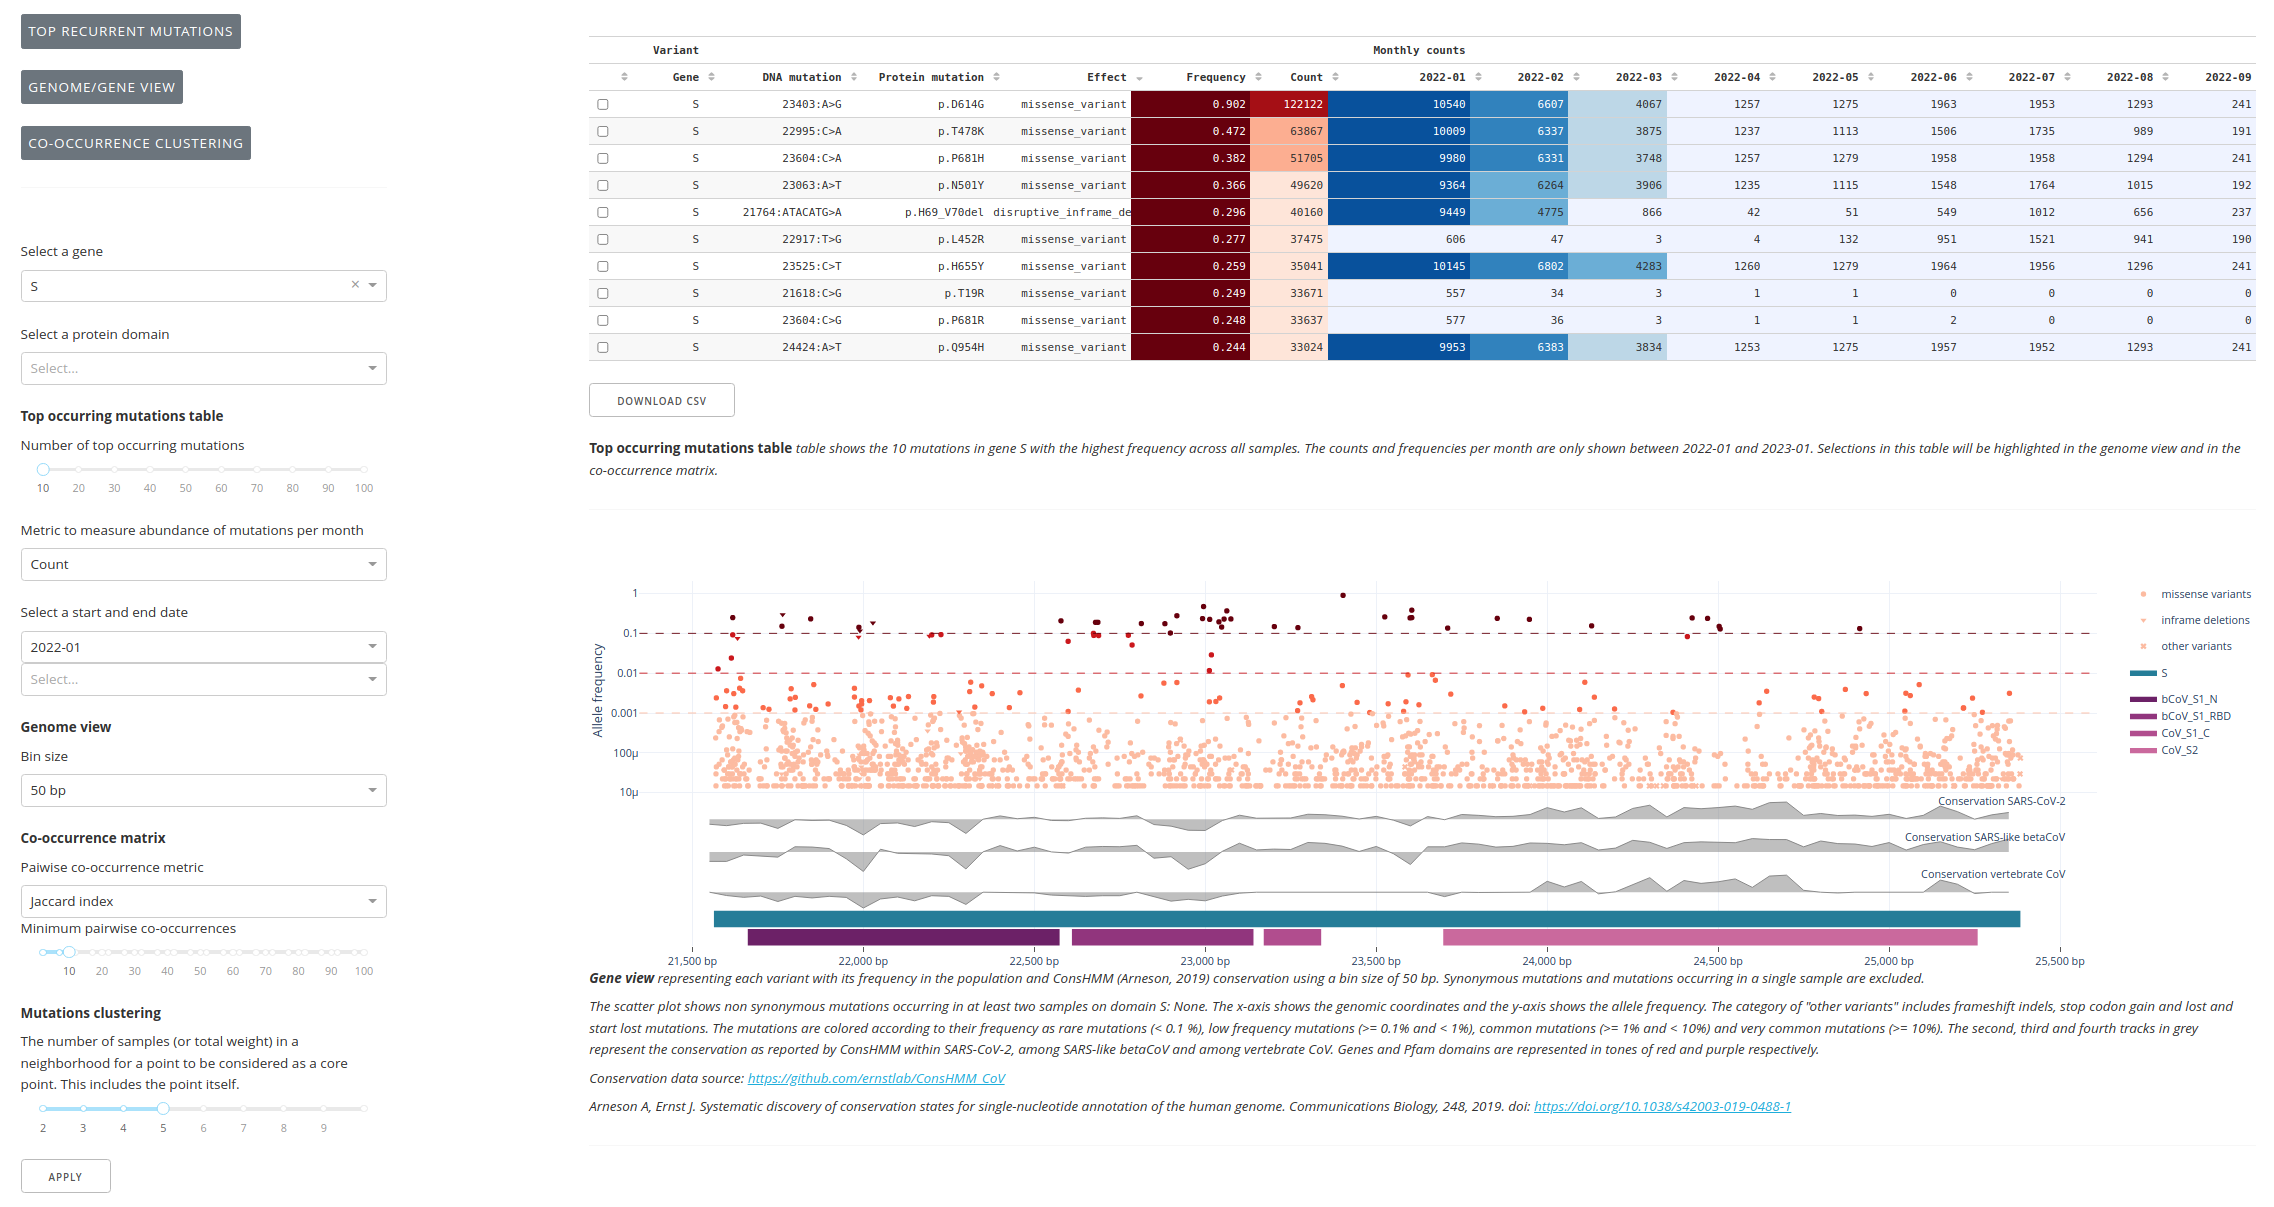 TOP RECURRENT MUTATIONS
GENOME/GENE VIEW
CO-OCCURRENCE CLUSTERING
Select a gene
S
Select a protein domain
Select...
Top occurring mutations table
Number of top occurring mutations
10 20 30 40 50 60 70 80 90 100
Metric to measure abundance of mutations per month
Count
Select a start and end date
2022-01
Select...
Genome view
Bin size
50 bp
Co-occurrence matrix
Paiwise co-occurrence metric
Jaccard index
Minimum pairwise co-occurrences
10 20 30 40 50 60 70 80 90 100
Mutations clustering
The number of samples (or total weight) in a
neighborhood for a point to be considered as a core
point. This includes the point itself.
2 3 4 5 6 7 8 9
APPLY
Variant Monthly counts
Gene DNA mutation Protein mutation Effect Frequency Count 2022-01 2022-02 2022-03 2022-04 2022-05 2022-06 2022-07 2022-08 2022-09
S 23403:A>G p.D614G missense_variant 0.902 122122 10540 6607 4067 1257 1275 1963 1953 1293 241
S 22995:C>A p.T478K missense_variant 0.472 63867 10009 6337 3875 1237 1113 1506 1735 989 191
S 23604:C>A p.P681H missense_variant 0.382 51705 9980 6331 3748 1257 1279 1958 1958 1294 241
S 23063:A>T p.N501Y missense_variant 0.366 49620 9364 6264 3906 1235 1115 1548 1764 1015 192
S 21764:ATACATG>A p.H69_V70del disruptive_inframe_de 0.296 40160 9449 4775 866 42 51 549 1012 656 237
S 22917:T>G p.L452R missense_variant 0.277 37475 606 47 3 4 132 951 1521 941 190
S 23525:C>T p.H655Y missense_variant 0.259 35041 10145 6802 4283 1260 1279 1964 1956 1296 241
S 21618:C>G p.T19R missense_variant 0.249 33671 557 34 3 1 1 0 0 0 0
S 23604:C>G p.P681R missense_variant 0.248 33637 577 36 3 1 1 2 0 0 0
S 24424:A>T p.Q954H missense_variant 0.244 33024 9953 6383 3834 1253 1275 1957 1952 1293 241
DOWNLOAD CSV
Top occurring mutations table table shows the 10 mutations in gene S with the highest frequency across all samples. The counts and frequencies per month are only shown between 2022-01 and 2023-01. Selections in this table will be highlighted in the genome view and in the
co-occurrence matrix.
Allele frequency
1
0.1
0.01
0.001
100µ
10µ
missense variants
inframe deletions
other variants
S
bCoV_S1_N
bCoV_S1_RBD
CoV_S1_C
CoV_S2
Conservation SARS-CoV-2
Conservation SARS-like betaCoV
Conservation vertebrate CoV
21,500 bp 22,000 bp 22,500 bp 23,000 bp 23,500 bp 24,000 bp 24,500 bp 25,000 bp 25,500 bp
Gene view representing each variant with its frequency in the population and ConsHMM (Arneson, 2019) conservation using a bin size of 50 bp. Synonymous mutations and mutations occurring in a single sample are excluded.
The scatter plot shows non synonymous mutations occurring in at least two samples on domain S: None. The x-axis shows the genomic coordinates and the y-axis shows the allele frequency. The category of "other variants" includes frameshift indels, stop codon gain and lost and
start lost mutations. The mutations are colored according to their frequency as rare mutations (< 0.1 %), low frequency mutations (>= 0.1% and < 1%), common mutations (>= 1% and < 10%) and very common mutations (>= 10%). The second, third and fourth tracks in grey
represent the conservation as reported by ConsHMM within SARS-CoV-2, among SARS-like betaCoV and among vertebrate CoV. Genes and Pfam domains are represented in tones of red and purple respectively.
Conservation data source: https://github.com/ernstlab/ConsHMM_CoV
Arneson A, Ernst J. Systematic discovery of conservation states for single-nucleotide annotation of the human genome. Communications Biology, 248, 2019. doi: https://doi.org/10.1038/s42003-019-0488-1